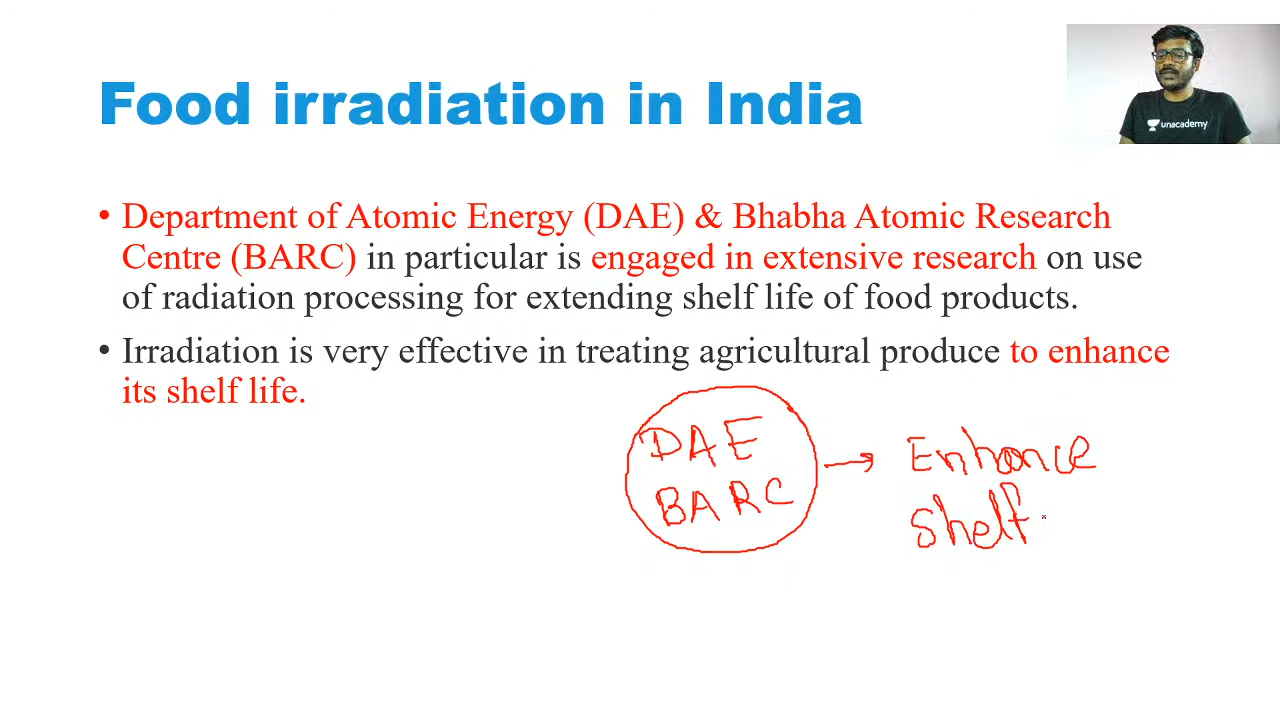 Food irradiation in India
unacademy
• Department of Atomic Energy (DAE) & Bhabha Atomic Research
Centre (BARC) in particular is engaged in extensive research on use
of radiation processing for extending shelf life of food products.
• Irradiation is very effective in treating agricultural produce to enhance
its shelf life.
DAE
BARC
→ Enhance
Shelf